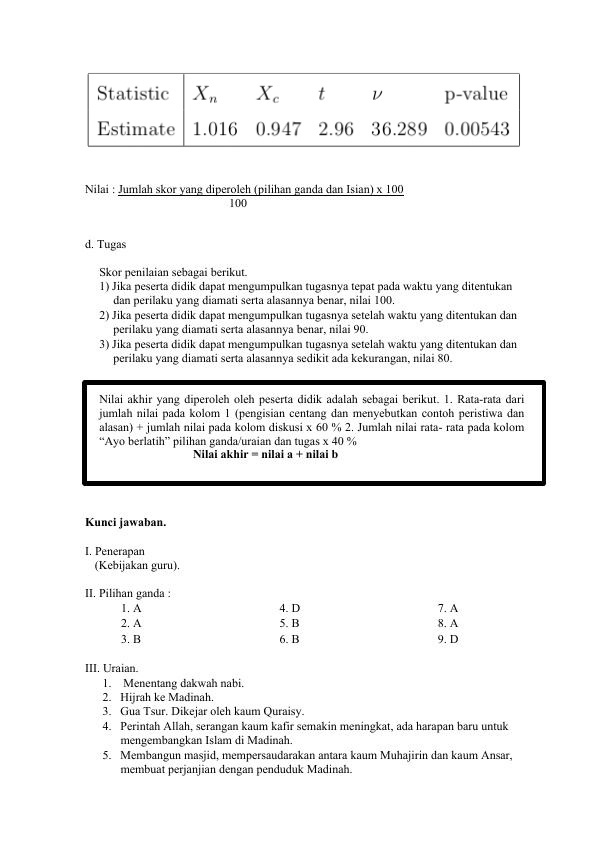 Statistic X_n X_c t ν p-value
Estimate 1.016 0.947 2.96 36.289 0.00543
Nilai : Jumlah skor yang diperoleh (pilihan ganda dan Isian) x 100
100
d. Tugas
Skor penilaian sebagai berikut.
1) Jika peserta didik dapat mengumpulkan tugasnya tepat pada waktu yang ditentukan
dan perilaku yang diamati serta alasannya benar, nilai 100.
2) Jika peserta didik dapat mengumpulkan tugasnya setelah waktu yang ditentukan dan
perilaku yang diamati serta alasannya benar, nilai 90.
3) Jika peserta didik dapat mengumpulkan tugasnya setelah waktu yang ditentukan dan
perilaku yang diamati serta alasannya sedikit ada kekurangan, nilai 80.
Nilai akhir yang diperoleh oleh peserta didik adalah sebagai berikut. 1. Rata-rata dari
jumlah nilai pada kolom 1 (pengisian centang dan menyebutkan contoh peristiwa dan
alasan) + jumlah nilai pada kolom diskusi x 60 % 2. Jumlah nilai rata- rata pada kolom
“Ayo berlatih” pilihan ganda/uraian dan tugas x 40 %
Nilai akhir = nilai a + nilai b
Kunci jawaban.
I. Penerapan
(Kebijakan guru).
II. Pilihan ganda :
1. A 4. D 7. A
2. A 5. B 8. A
3. B 6. B 9. D
III. Uraian.
1. Menentang dakwah nabi.
2. Hijrah ke Madinah.
3. Gua Tsur. Dikejar oleh kaum Quraisy.
4. Perintah Allah, serangan kaum kafir semakin meningkat, ada harapan baru untuk
mengembangkan Islam di Madinah.
5. Membangun masjid, mempersaudarakan antara kaum Muhajirin dan kaum Ansar,
membuat perjanjian dengan penduduk Madinah.